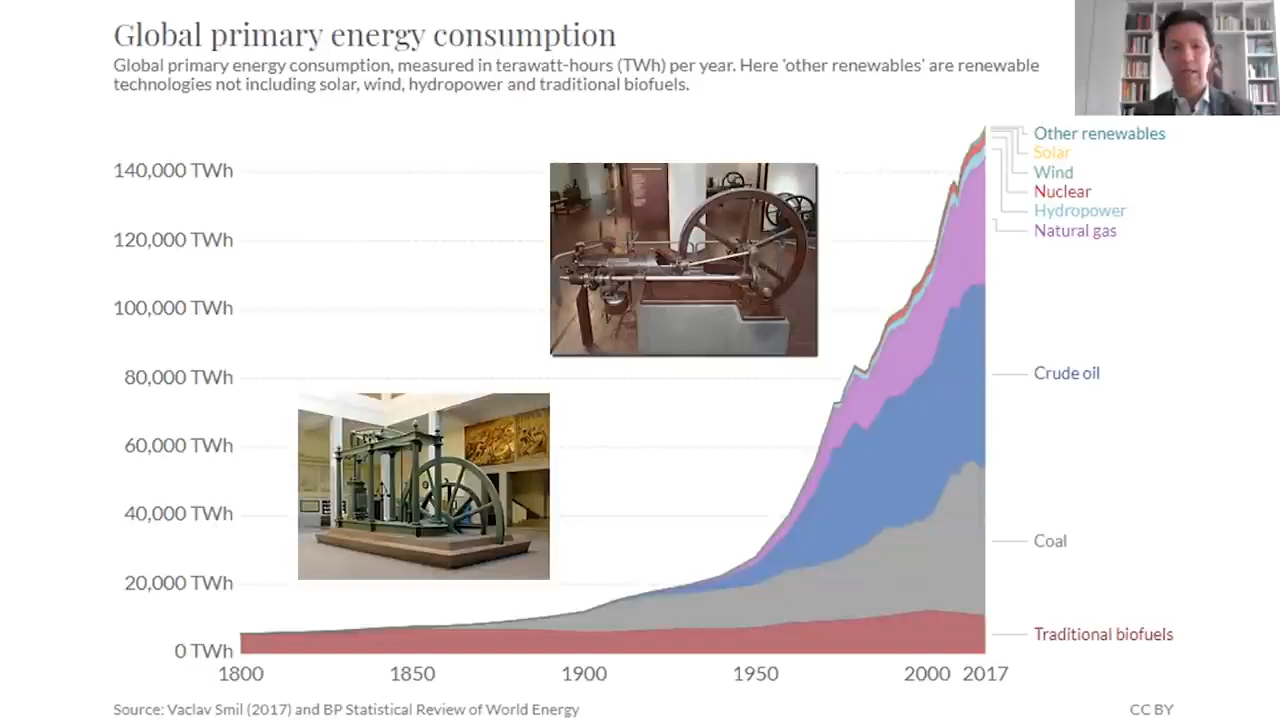 Global primary energy consumption
Global primary energy consumption, measured in terawatt-hours (TWh) per year. Here 'other renewables' are renewable
technologies not including solar, wind, hydropower and traditional biofuels.
140,000 TWh
120,000 TWh
100,000 TWh
80,000 TWh
60,000 TWh
40,000 TWh
20,000 TWh
0 TWh
1800
1850
1900
1950
2000
2017
Other renewables
Solar
Wind
Nuclear
Hydropower
Natural gas
Crude oil
Coal
Traditional biofuels
Source: Vaclav Smil (2017) and BP Statistical Review of World Energy
CC BY